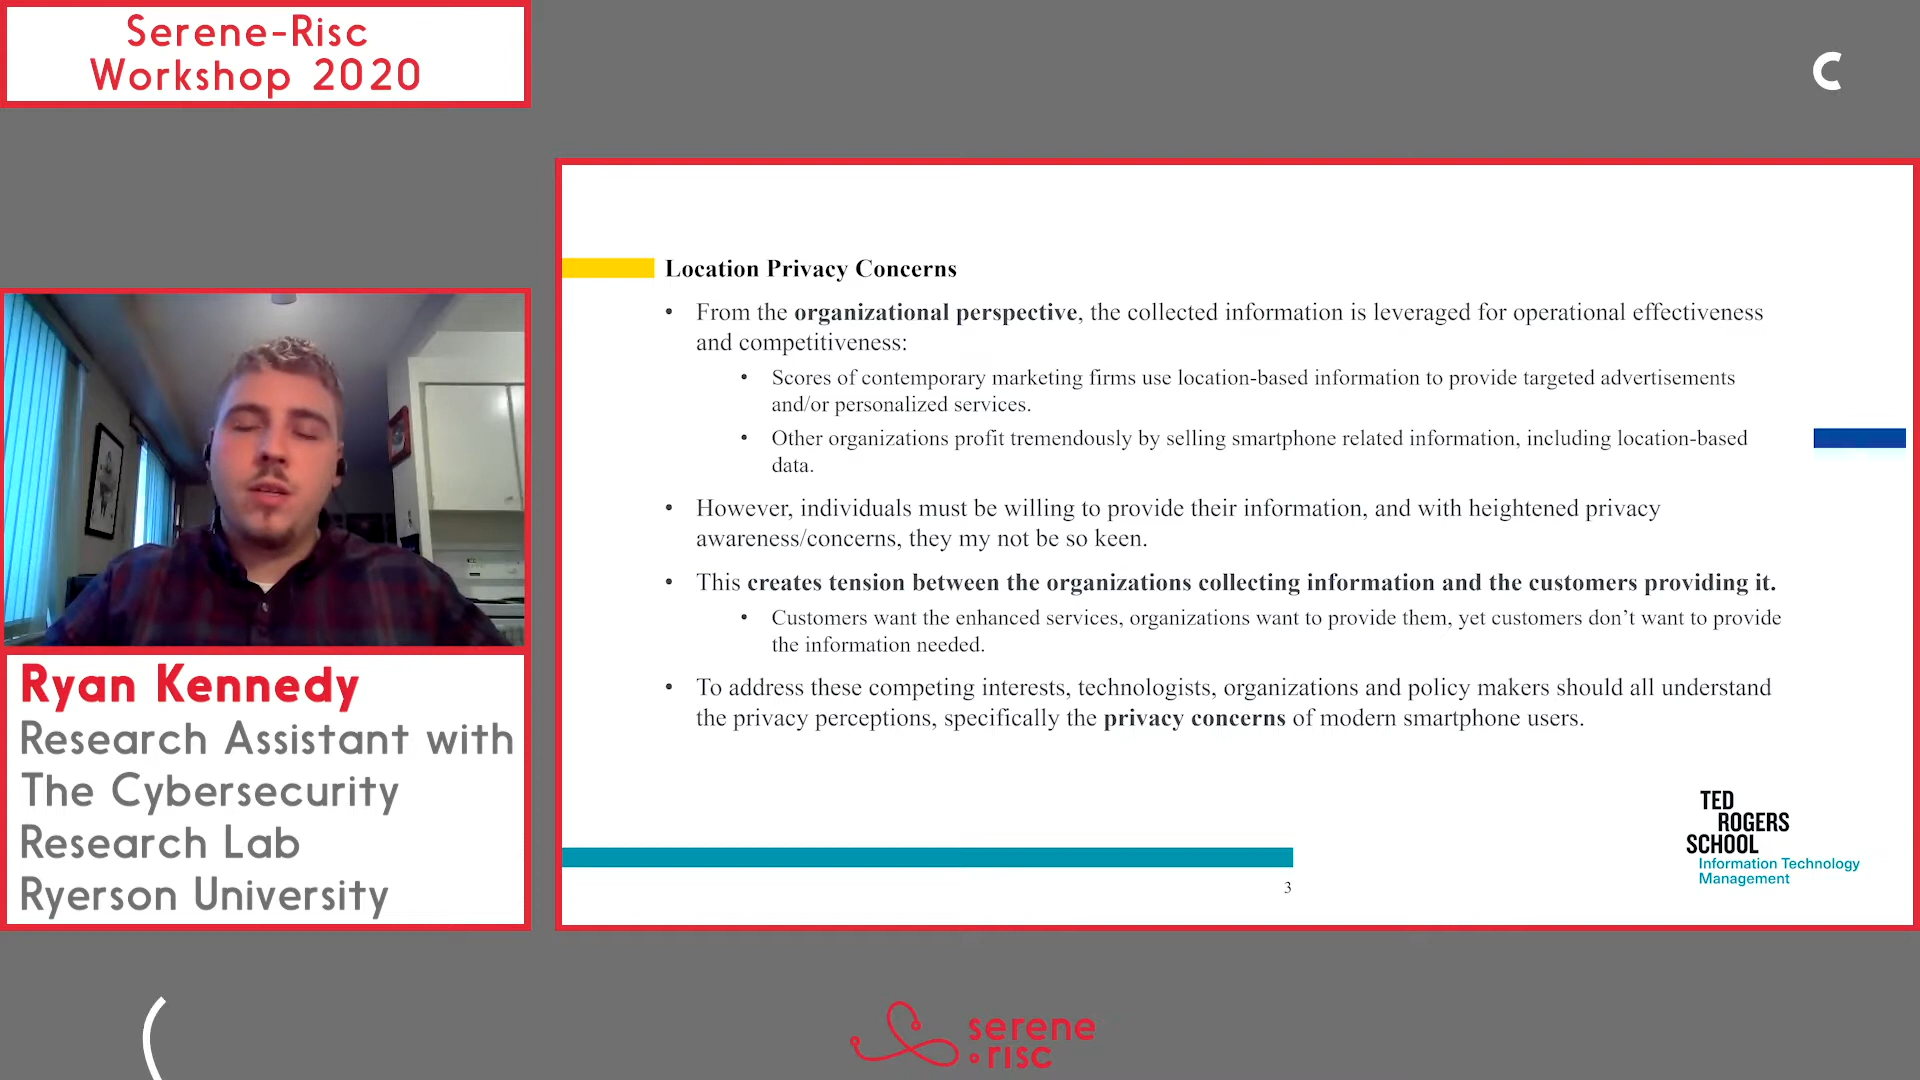 Serene-Risc
Workshop 2020
Ryan Kennedy
Research Assistant with
The Cybersecurity
Research Lab
Ryerson University
Location Privacy Concerns
• From the organizational perspective, the collected information is leveraged for operational effectiveness
and competitiveness:
• Scores of contemporary marketing firms use location-based information to provide targeted advertisements
and/or personalized services.
• Other organizations profit tremendously by selling smartphone related information, including location-based
data.
• However, individuals must be willing to provide their information, and with heightened privacy
awareness/concerns, they my not be so keen.
• This creates tension between the organizations collecting information and the customers providing it.
• Customers want the enhanced services, organizations want to provide them, yet customers don't want to provide
the information needed.
• To address these competing interests, technologists, organizations and policy makers should all understand
the privacy perceptions, specifically the privacy concerns of modern smartphone users.
TED
ROGERS
SCHOOL
Information Technology
Management
3
serene
risc